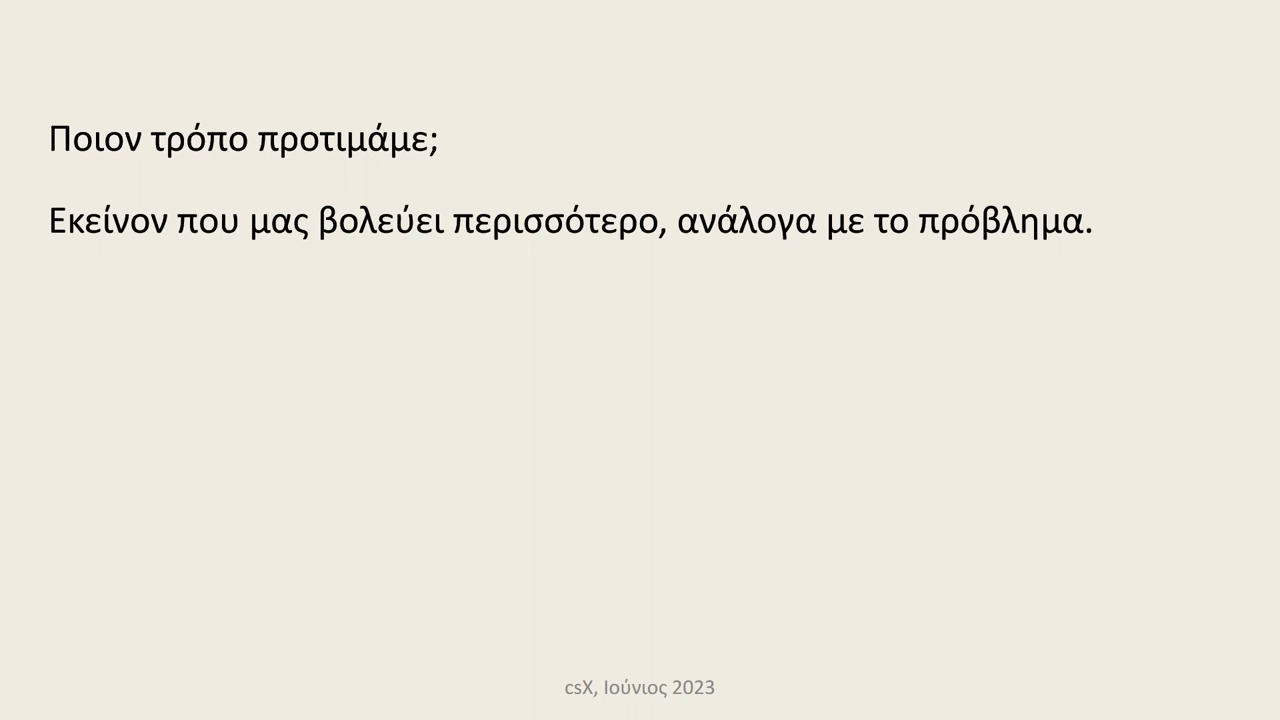 Ποιον τρόπο προτιμάμε;
Εκείνον που μας βολεύει περισσότερο, ανάλογα με το πρόβλημα.
csX, Ιούνιος 2023